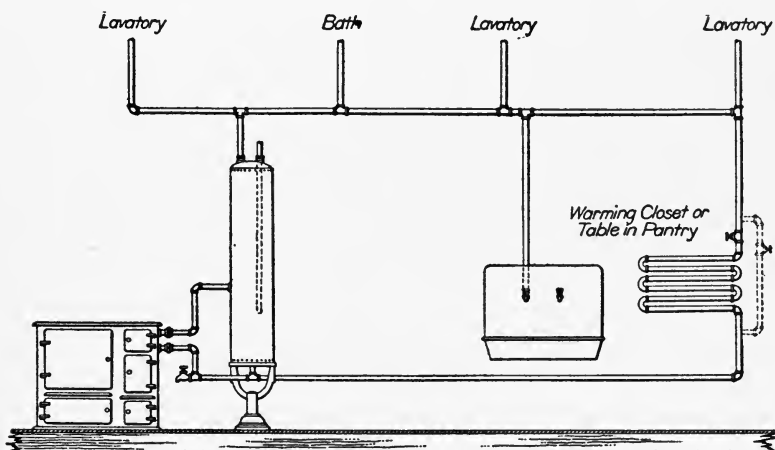 Lavatory
Bath
Lavatory
Lavatory
Warming Closet or
Table in Pantry